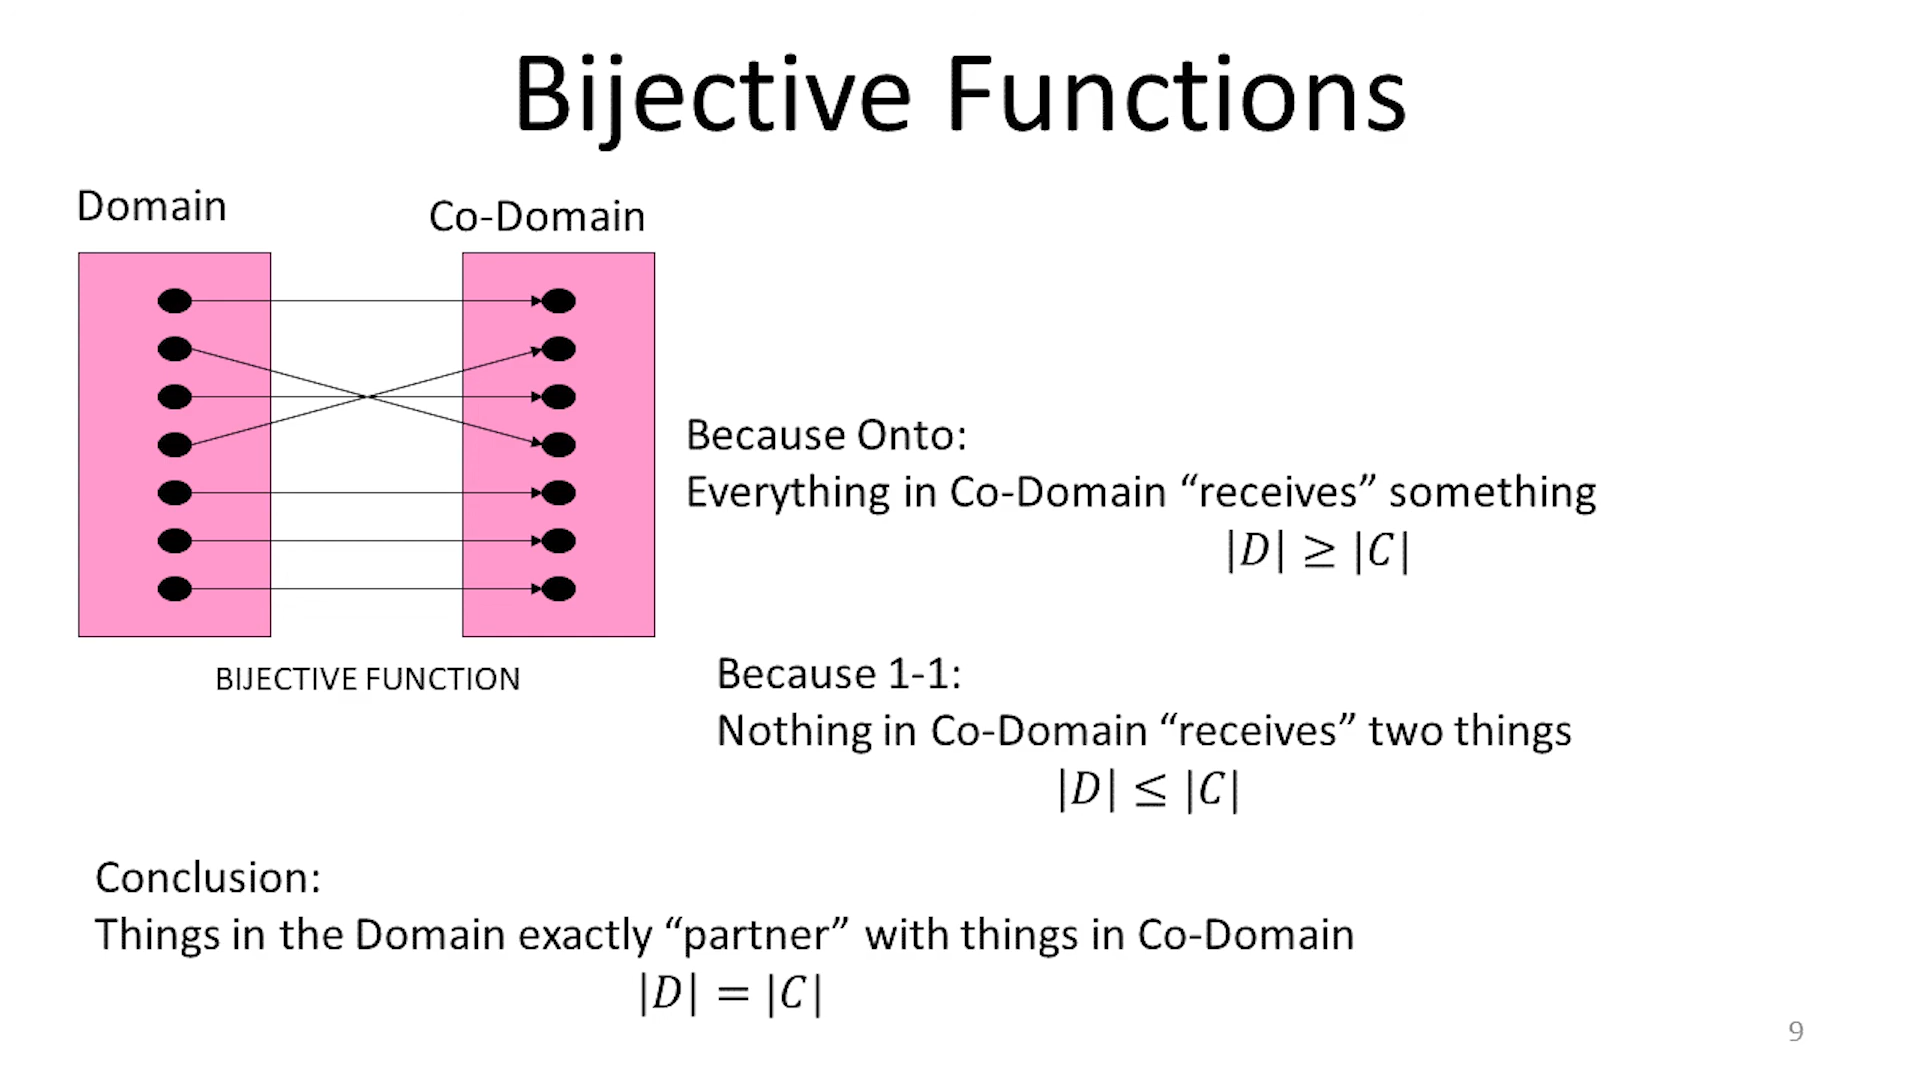 Bijective Functions
Domain
Co-Domain
BIJECTIVE FUNCTION
Because Onto:
Everything in Co-Domain “receives” something
|D| ≥ |C|
Because 1-1:
Nothing in Co-Domain “receives” two things
|D| ≤ |C|
Conclusion:
Things in the Domain exactly “partner” with things in Co-Domain
|D| = |C|
9